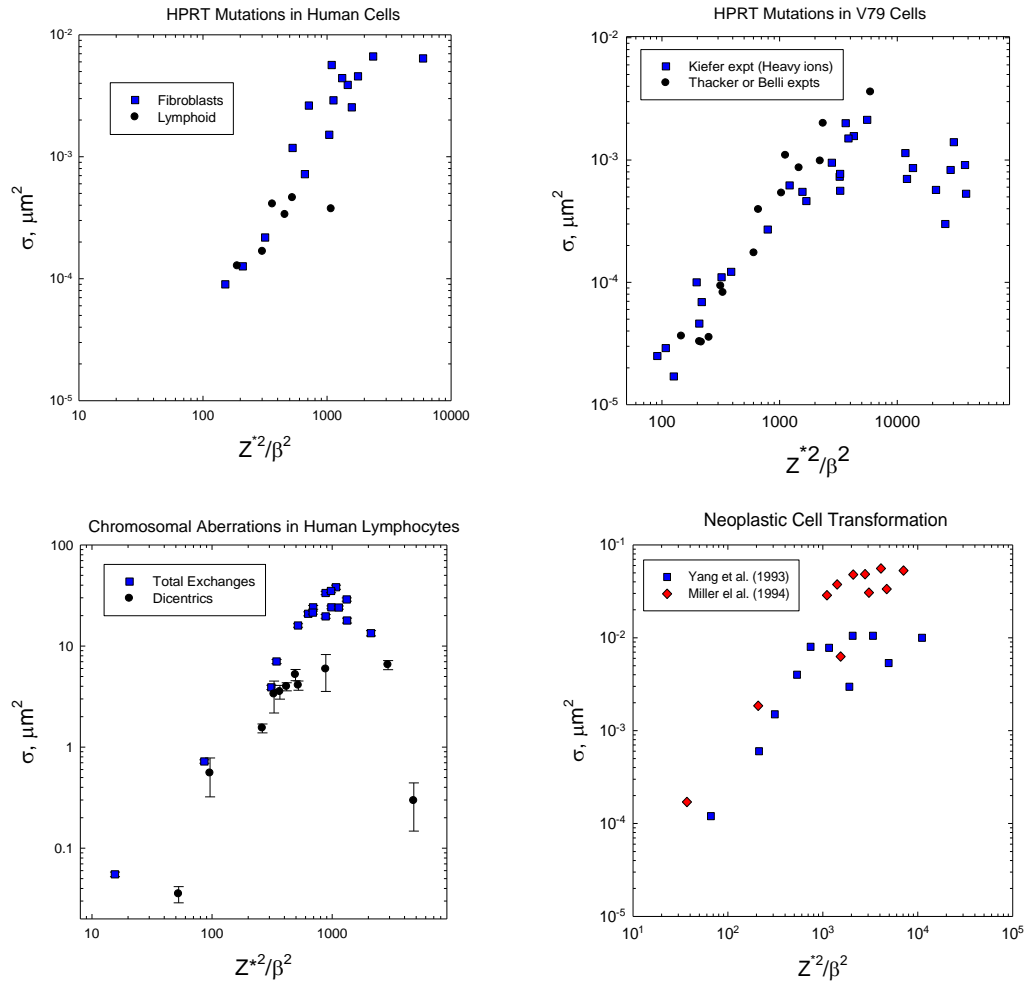 HPRT Mutations in Human Cells
10⁻²
10⁻³
10⁻⁴
10⁻⁵
σ, μm²
Fibroblasts
Lymphoid
10 100 1000 10000
Z*²/β²
HPRT Mutations in V79 Cells
10⁻²
10⁻³
10⁻⁴
10⁻⁵
σ, μm²
Kiefer expt (Heavy ions)
Thacker or Belli expts
100 1000 10000
Z*²/β²
Chromosomal Aberrations in Human Lymphocytes
100
10
1
0.1
σ, μm²
Total Exchanges
Dicentrics
10 100 1000
Z*²/β²
Neoplastic Cell Transformation
10⁻¹
10⁻²
10⁻³
10⁻⁴
10⁻⁵
σ, μm²
Yang et al. (1993)
Miller el al. (1994)
10¹ 10² 10³ 10⁴ 10⁵
Z*²/β²